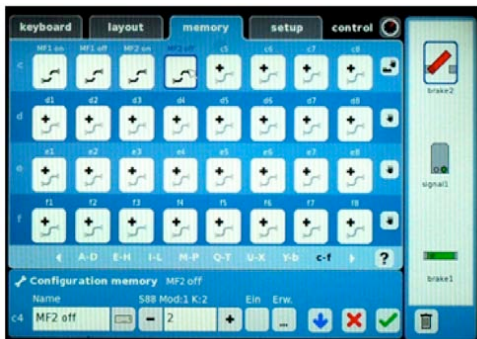 keyboard layout memory setup control
MF1 on MF1 off MF2 on MF2 off c5 c6 c7 c8
c
d1 d2 d3 d4 d5 d6 d7 d8
d
brake2
e1 e2 e3 e4 e5 e6 e7 e8
e
signal1
f1 f2 f3 f4 f5 f6 f7 f8
f
A-D E-H I-L M-P Q-T U-X Y-b c-f ?
Configuration memory MF2 off
brake1
Name S88 Mod:1 K:2 Ein Erw.
c4 MF2 off - 2 + ...